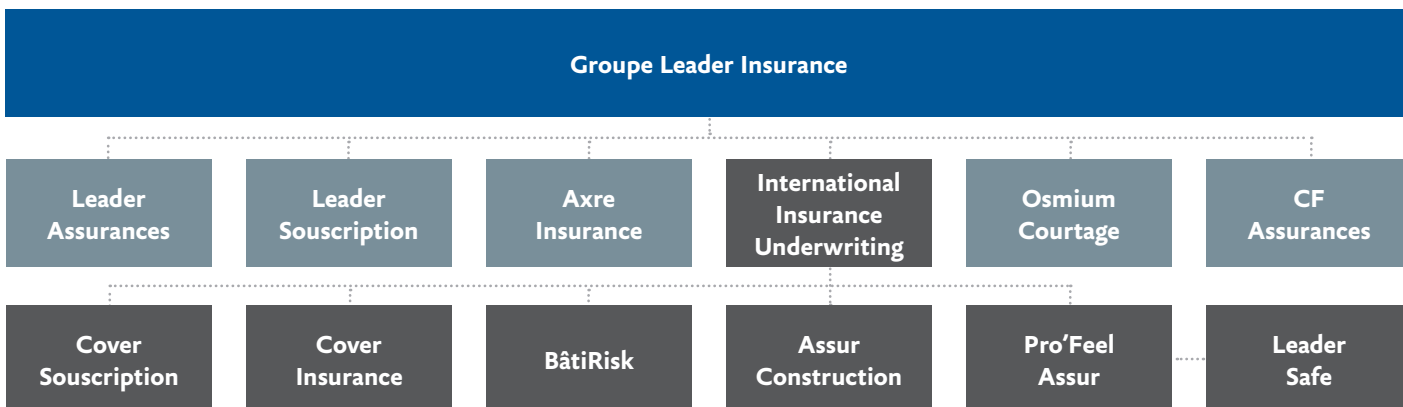 Groupe Leader Insurance
Leader
Assurances
Leader
Souscription
Axre
Insurance
International
Insurance
Underwriting
Osmium
Courtage
CF
Assurances
Cover
Souscription
Cover
Insurance
BâtiRisk
Assur
Construction
Pro’Feel
Assur
Leader
Safe